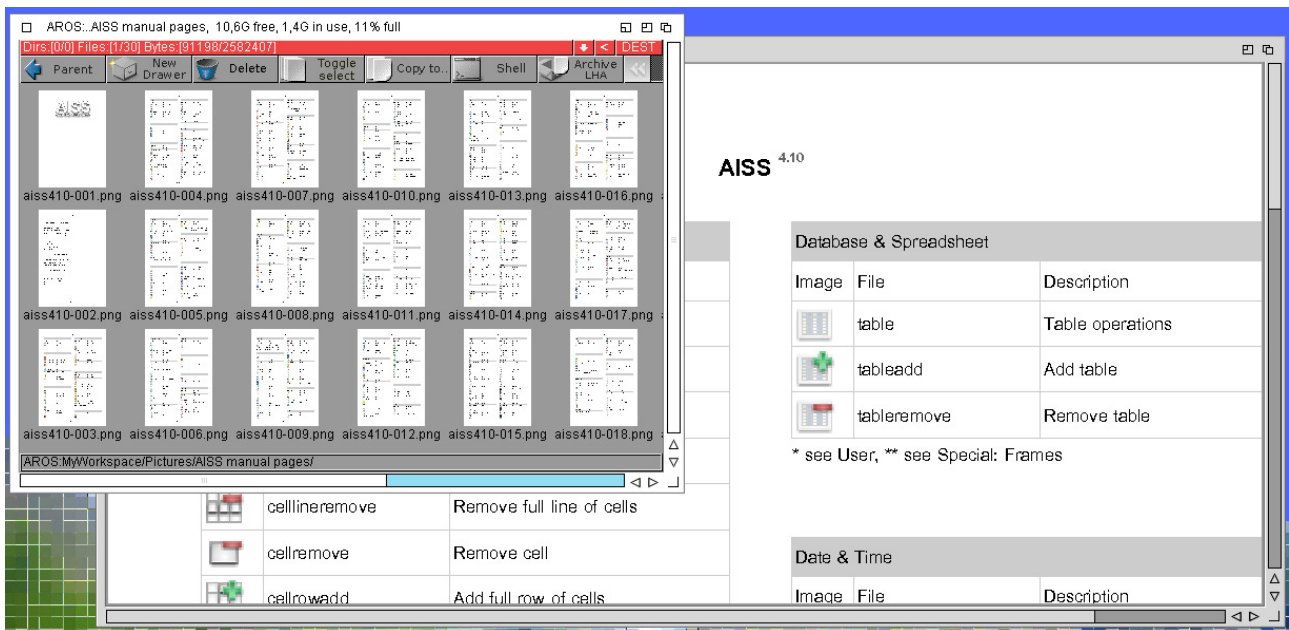 AROS:..AISS manual pages, 10,6G free, 1,4G in use, 11% full
Dirs:[0/0] Files:[1/30] Bytes:[91198/2582407]
DEST
Parent
New Drawer
Delete
Toggle select
Copy to..
Shell
Archive LHA
AISS
aiss410-001.png aiss410-004.png aiss410-007.png aiss410-010.png aiss410-013.png aiss410-016.png
aiss410-002.png aiss410-005.png aiss410-008.png aiss410-011.png aiss410-014.png aiss410-017.png
aiss410-003.png aiss410-006.png aiss410-009.png aiss410-012.png aiss410-015.png aiss410-018.png
AROS:MyWorkspace/Pictures/AISS manual pages/
AISS 4.10
Database & Spreadsheet
Image File Description
table Table operations
tableadd Add table
tableremove Remove table
* see User, ** see Special: Frames
celllineremove Remove full line of cells
cellremove Remove cell
cellrowadd Add full row of cells
Date & Time
Image File Description